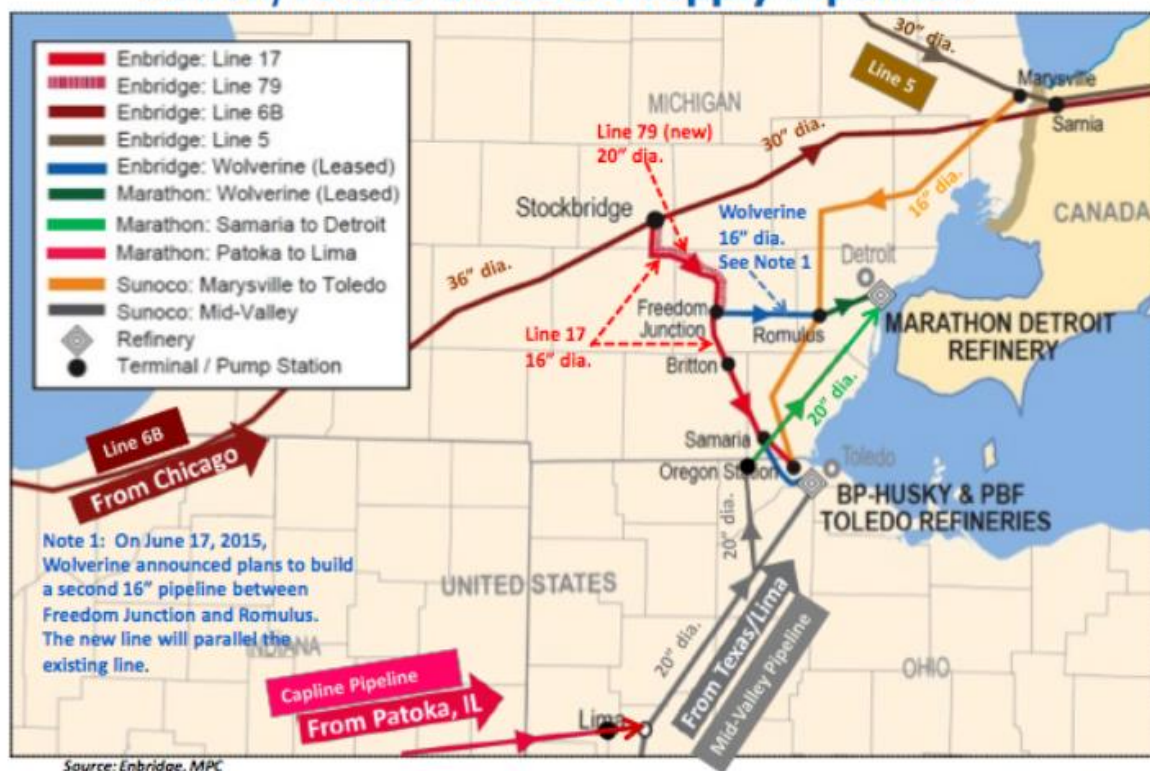 Enbridge: Line 17
Enbridge: Line 79
Enbridge: Line 6B
Enbridge: Line 5
Enbridge: Wolverine (Leased)
Marathon: Wolverine (Leased)
Marathon: Samaria to Detroit
Marathon: Patoka to Lima
Sunoco: Marysville to Toledo
Sunoco: Mid-Valley
Refinery
Terminal / Pump Station
30" dia.
Line 5
Marysville
Sarnia
MICHIGAN
Line 79 (new)
20" dia.
30" dia.
16" dia.
CANADA
Stockbridge
Wolverine
16" dia.
See Note 1
Detroit
36" dia.
Freedom
Junction
Romulus
MARATHON DETROIT
REFINERY
Line 17
16" dia.
Britton
20" dia.
Samaria
Oregon Station
Toledo
BP-HUSKY & PBF
TOLEDO REFINERIES
Line 6B
From Chicago
20" dia.
Note 1: On June 17, 2015,
Wolverine announced plans to build
a second 16" pipeline between
Freedom Junction and Romulus.
The new line will parallel the
existing line.
UNITED STATES
INDIANA
OHIO
20" dia.
From Texas/Lima
Mid-Valley Pipeline
Capline Pipeline
From Patoka, IL
Lima
Source: Enbridge, MPC